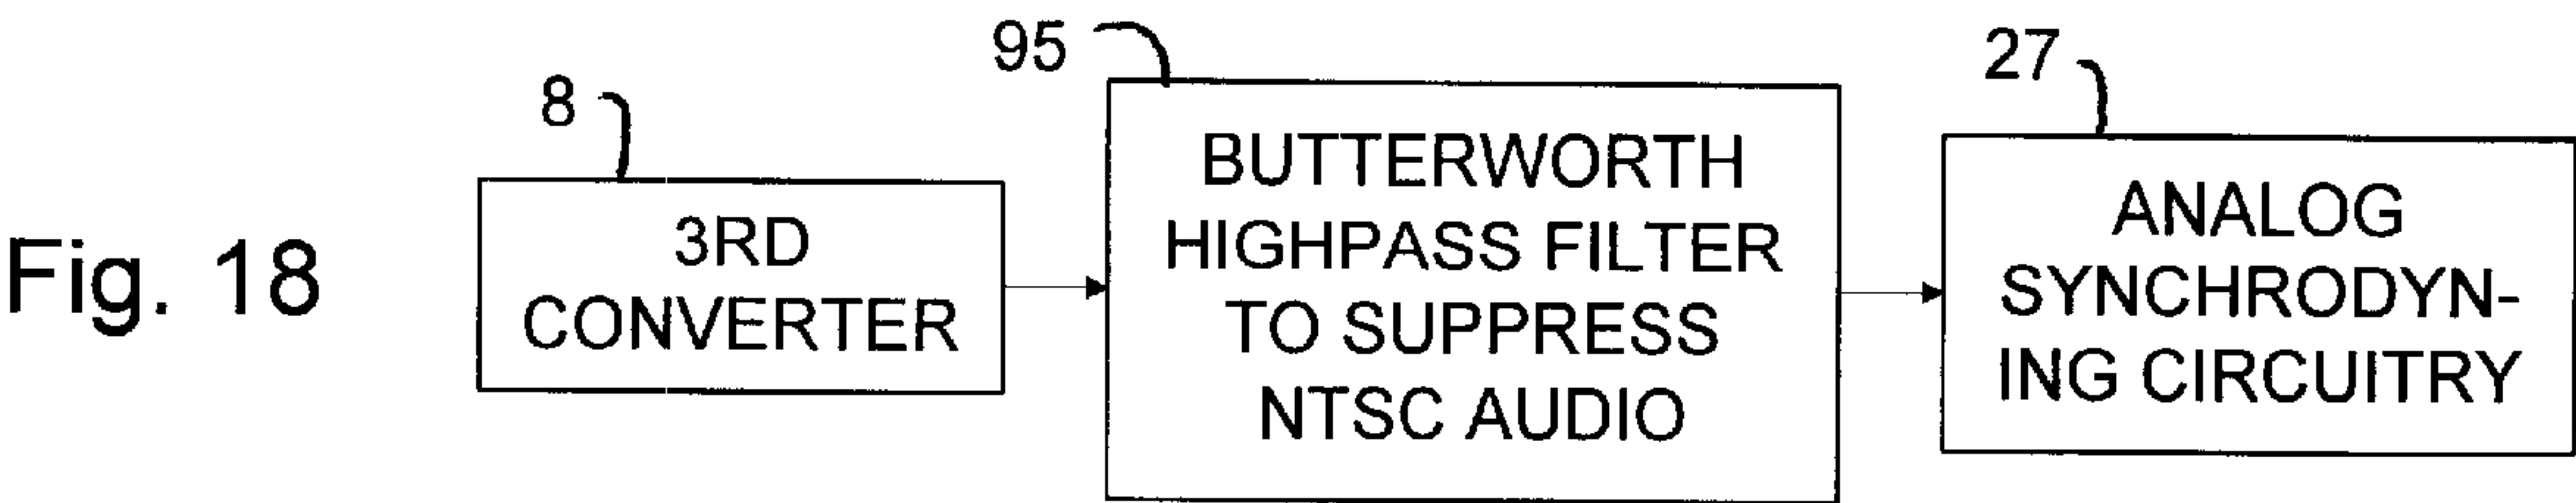 Fig. 18
8
3RD
CONVERTER
95
BUTTERWORTH
HIGHPASS FILTER
TO SUPPRESS
NTSC AUDIO
27
ANALOG
SYNCHRODYN-
ING CIRCUITRY